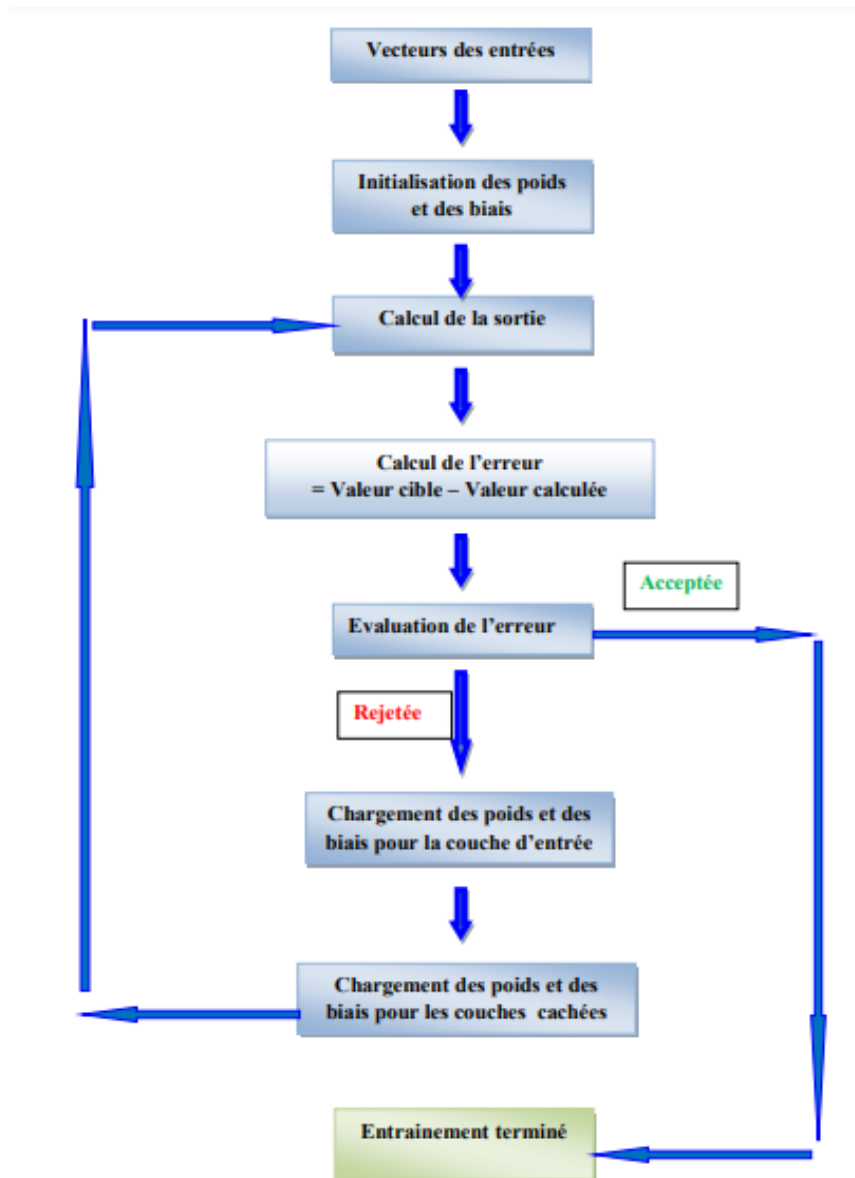 Vecteurs des entrées
Initialisation des poids
et des biais
Calcul de la sortie
Calcul de l’erreur
= Valeur cible – Valeur calculée
Acceptée
Evaluation de l’erreur
Rejetée
Chargement des poids et des
biais pour la couche d’entrée
Chargement des poids et des
biais pour les couches cachées
Entrainement terminé